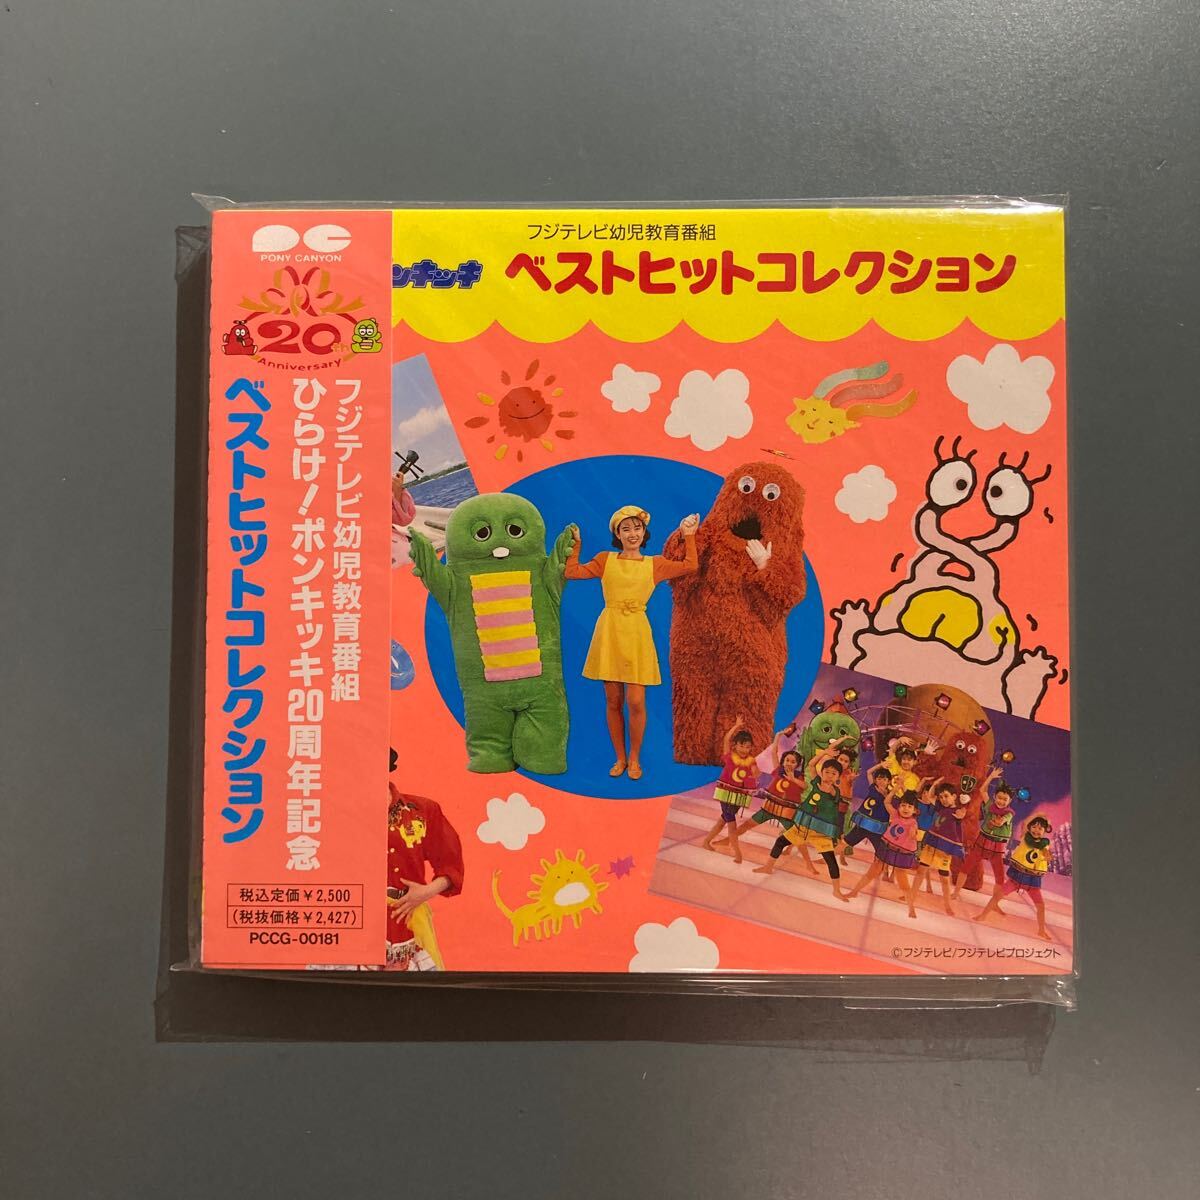 PONY CANYON
20th
Anniversary
フジテレビ幼児教育番組
ひらけ!ポンキッキ20周年記念
ベストヒットコレクション
税込定価¥2,500
(税抜価格¥2,427)
PCCG-00181
フジテレビ幼児教育番組
ンキッキ ベストヒットコレクション
©フジテレビ/フジテレビプロジェクト